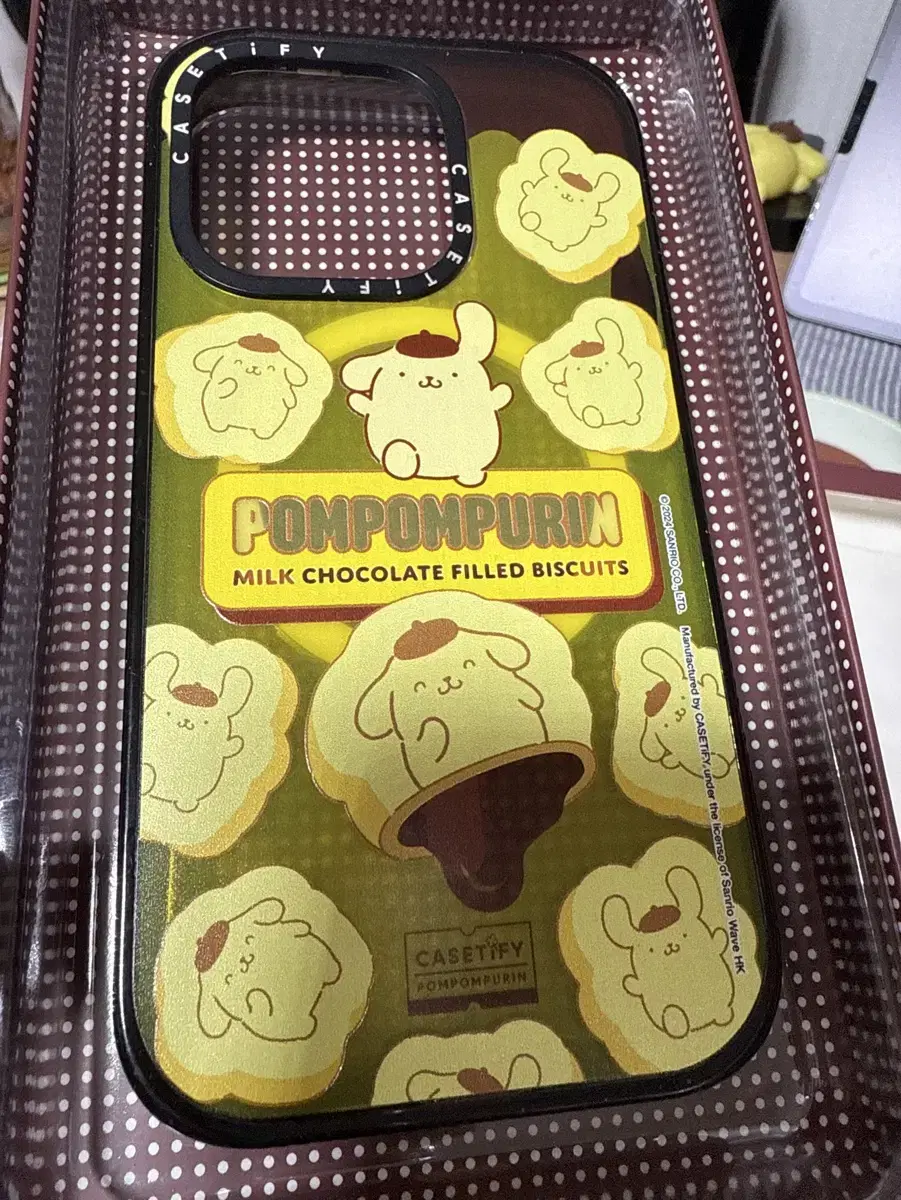 CASETiFY
CASETiFY
POMPOMPURIN
MILK CHOCOLATE FILLED BISCUITS
© 2024 SANRIO CO., LTD. Manufactured by CASETiFY under the license of Sanrio Wave HK
CASETiFY
POMPOMPURIN